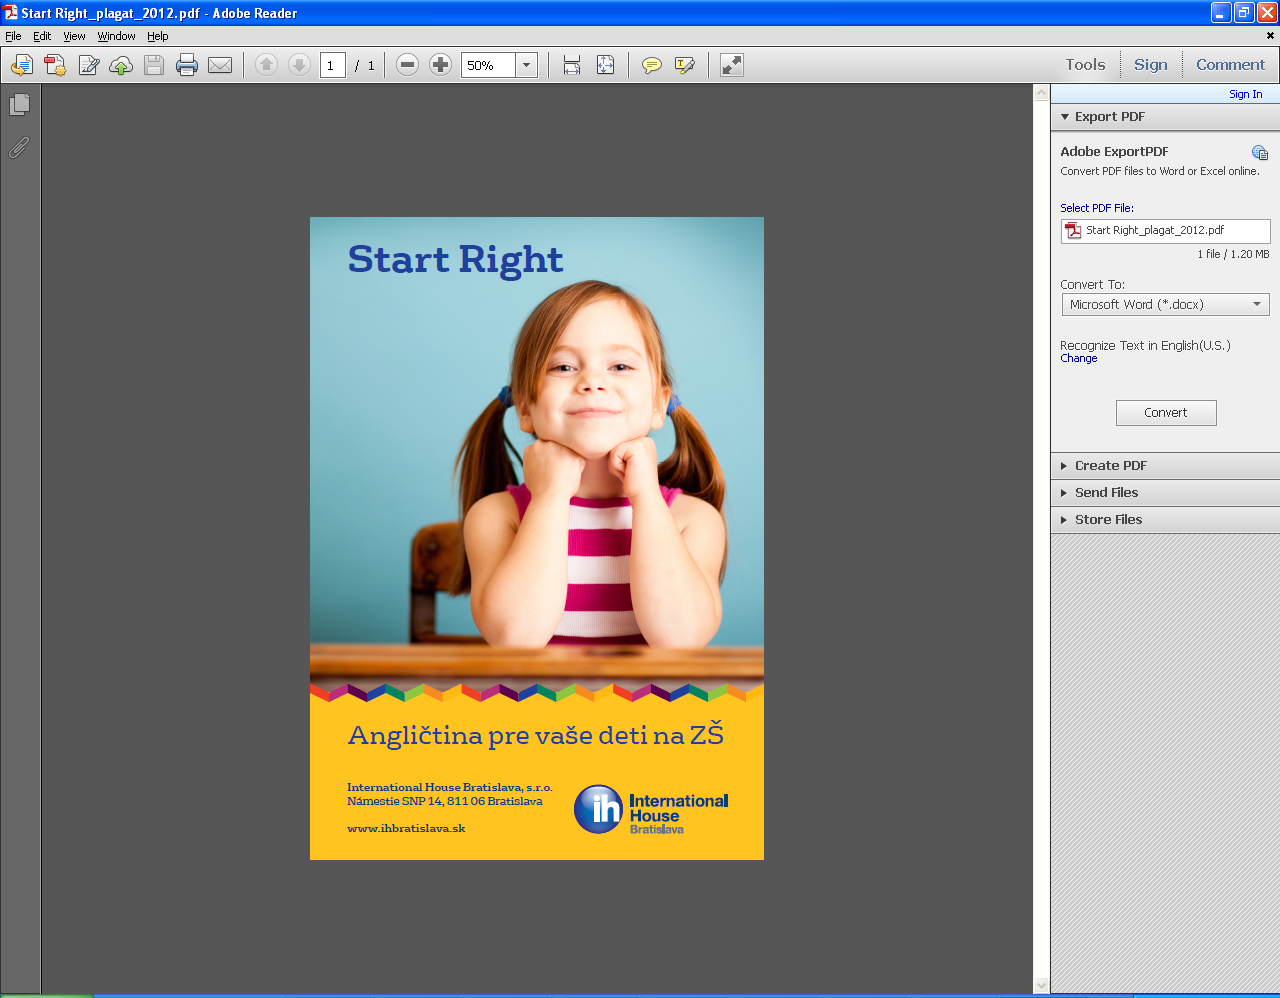 Start Right_plagat_2012.pdf - Adobe Reader
File Edit View Window Help
1 / 1 50% Tools Sign Comment
Sign In
Export PDF
Adobe ExportPDF
Convert PDF files to Word or Excel online.
Select PDF File:
Start Right_plagat_2012.pdf
1 file / 1.20 MB
Convert To:
Microsoft Word (*.docx)
Recognize Text in English(U.S.)
Change
Convert
Create PDF
Send Files
Store Files
Start Right
Angličtina pre vaše deti na ZŠ
International House Bratislava, s.r.o.
Námestie SNP 14, 811 06 Bratislava
www.ihbratislava.sk
ih
International
House
Bratislava